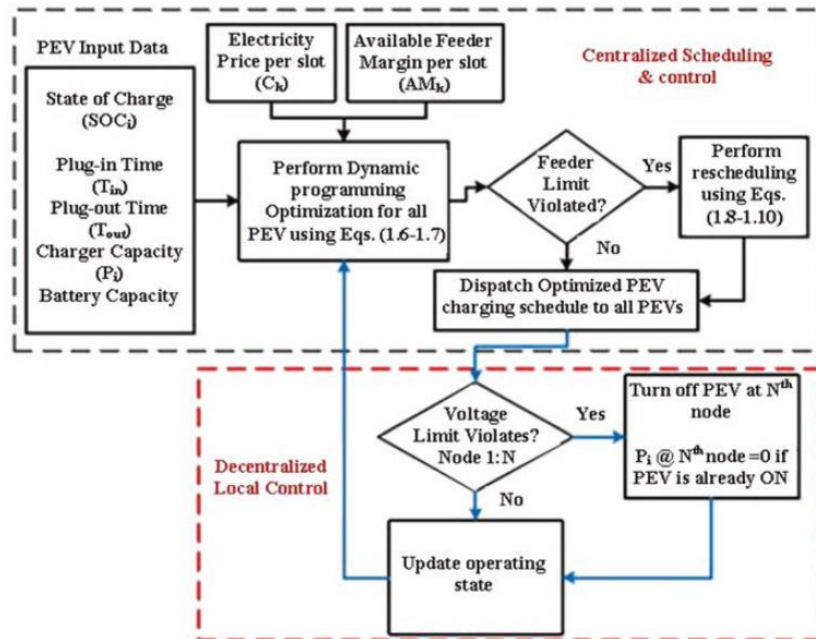 PEV Input Data
State of Charge
(SOCi)
Plug-in Time
(Tin)
Plug-out Time
(Tout)
Charger Capacity
(Pi)
Battery Capacity
Electricity
Price per slot
(Ck)
Available Feeder
Margin per slot
(AMk)
Centralized Scheduling
& control
Perform Dynamic
programming
Optimization for all
PEV using Eqs. (1.6-1.7)
Feeder
Limit
Violated?
Yes
No
Perform
rescheduling
using Eqs.
(1.8-1.10)
Dispatch Optimized PEV
charging schedule to all PEVs
Decentralized
Local Control
Voltage
Limit Violates?
Node 1:N
Yes
No
Turn off PEV at Nth
node
Pi @ Nth node =0 if
PEV is already ON
Update operating
state